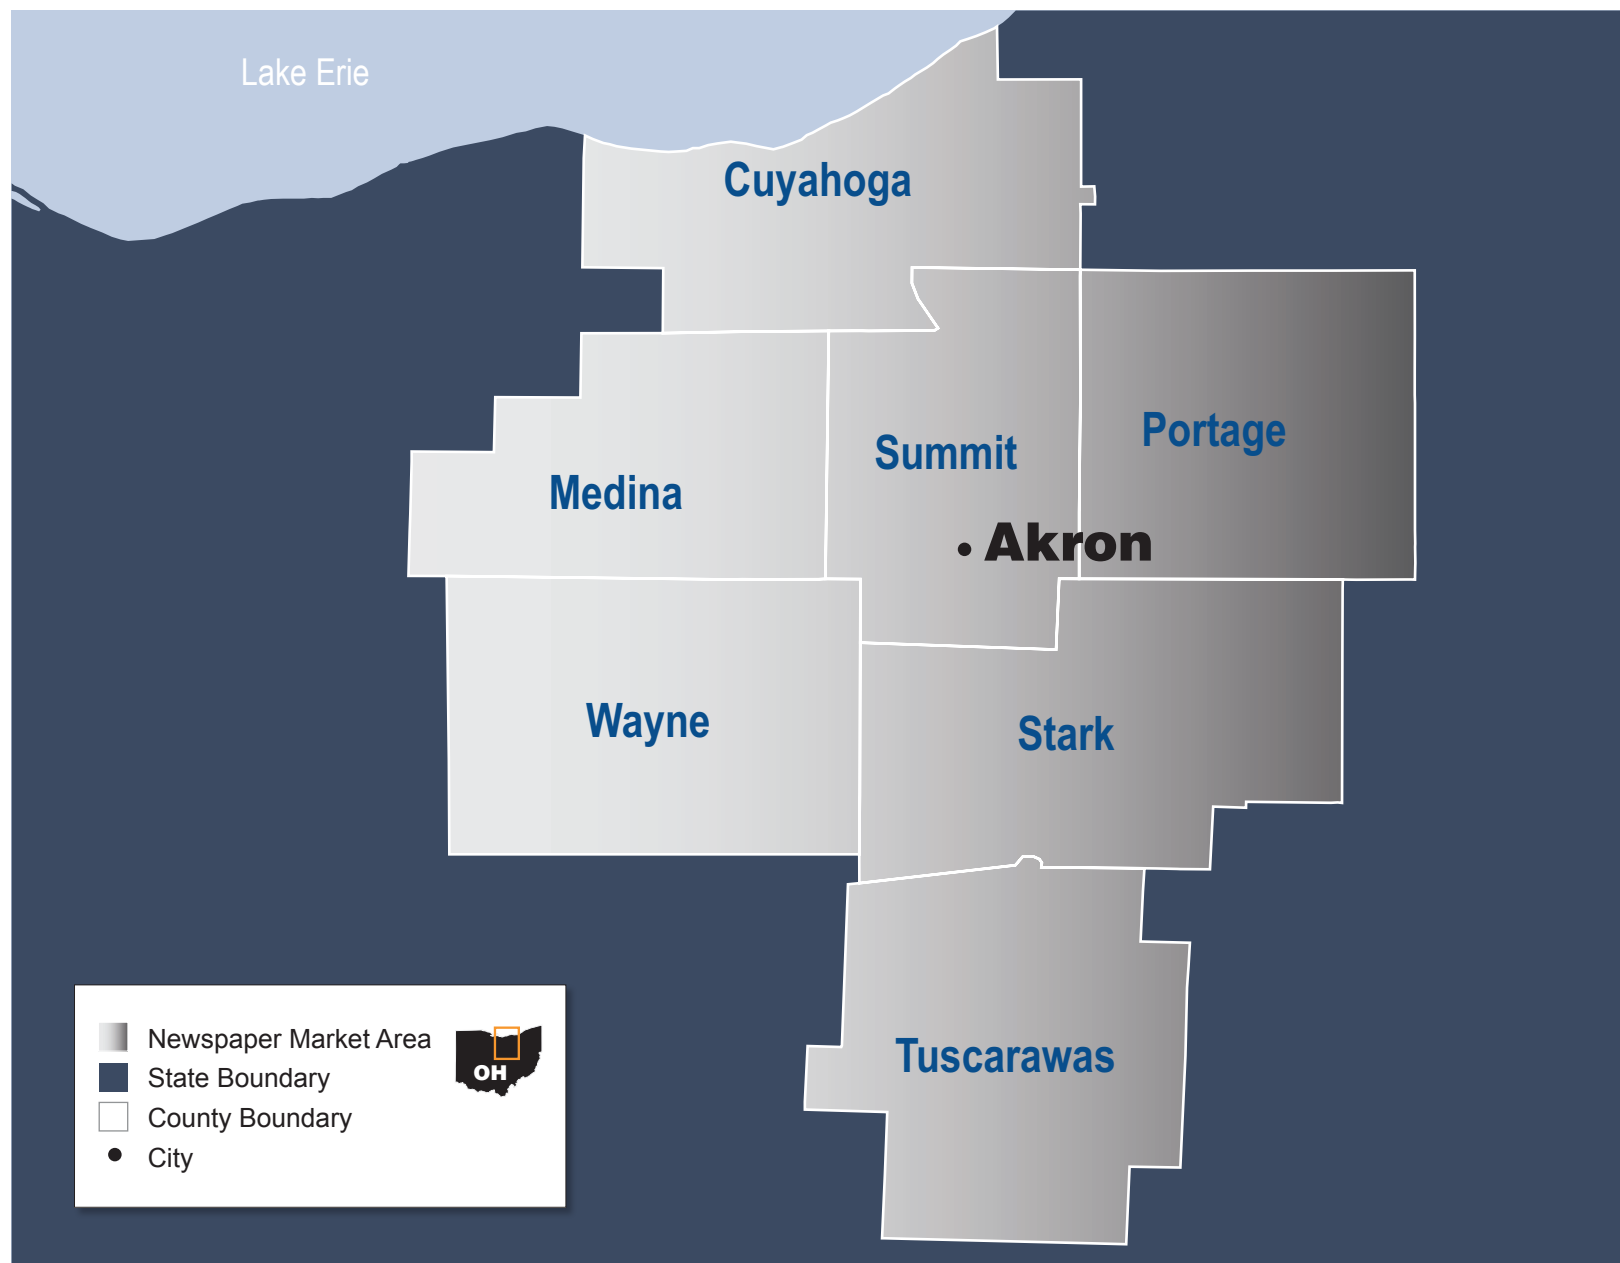 Lake Erie
Cuyahoga
Portage
Summit
Medina
Akron
Wayne
Stark
Tuscarawas
Newspaper Market Area
State Boundary
OH
County Boundary
City